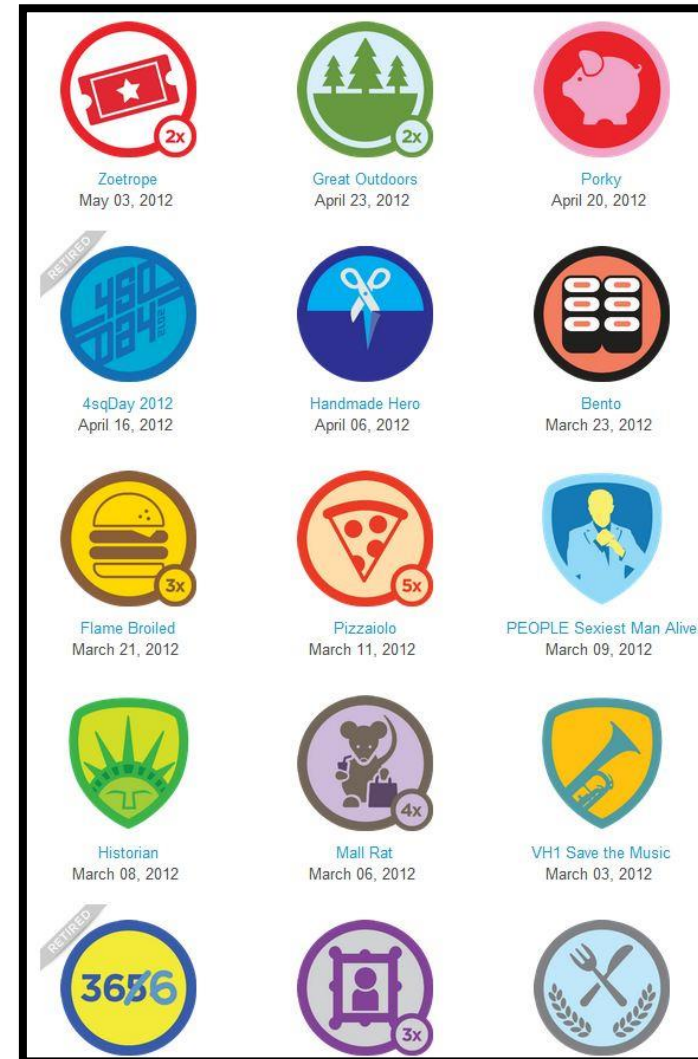 2x
2x
Zoetrope
Great Outdoors
Porky
May 03, 2012
April 23, 2012
April 20, 2012
RETIRED
4SQ
DAY
2012
4sqDay 2012
Handmade Hero
Bento
April 16, 2012
April 06, 2012
March 23, 2012
3x
5x
Flame Broiled
Pizzaiolo
PEOPLE Sexiest Man Alive
March 21, 2012
March 11, 2012
March 09, 2012
4x
Historian
Mall Rat
VH1 Save the Music
March 08, 2012
March 06, 2012
March 03, 2012
RETIRED
3656
3x